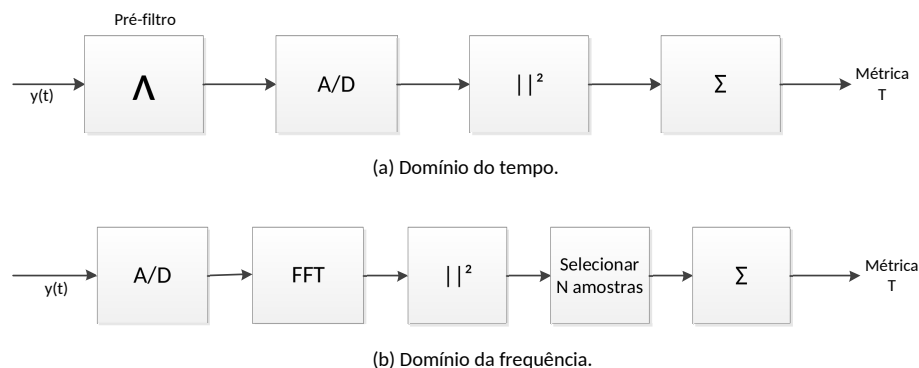 Pré-filtro
y(t)
Λ
A/D
||²
Σ
Métrica
T
(a) Domínio do tempo.
y(t)
A/D
FFT
||²
Selecionar
N amostras
Σ
Métrica
T
(b) Domínio da frequência.